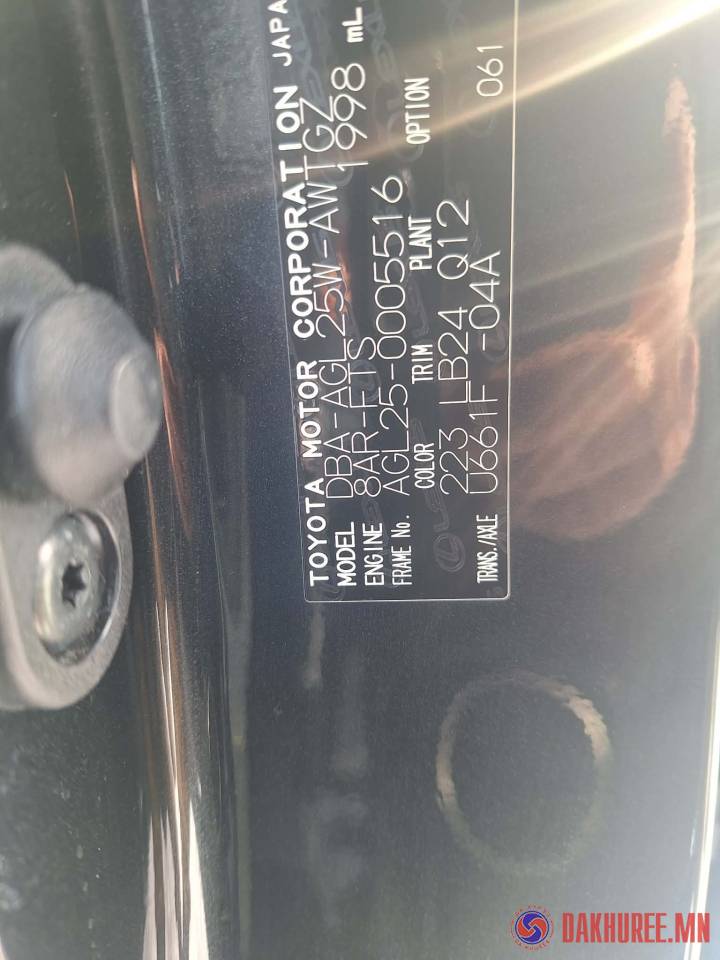 TOYOTA MOTOR CORPORATION JAPA
MODEL DBA-AGL25W-AWTGZ
ENGINE 8AR-FTS 1998 mL
FRAME No. AGL25-0005516
COLOR TRIM PLANT OPTION
223 LB24 Q12 061
TRANS./AXLE U661F -04A
DAKHUREE.MN